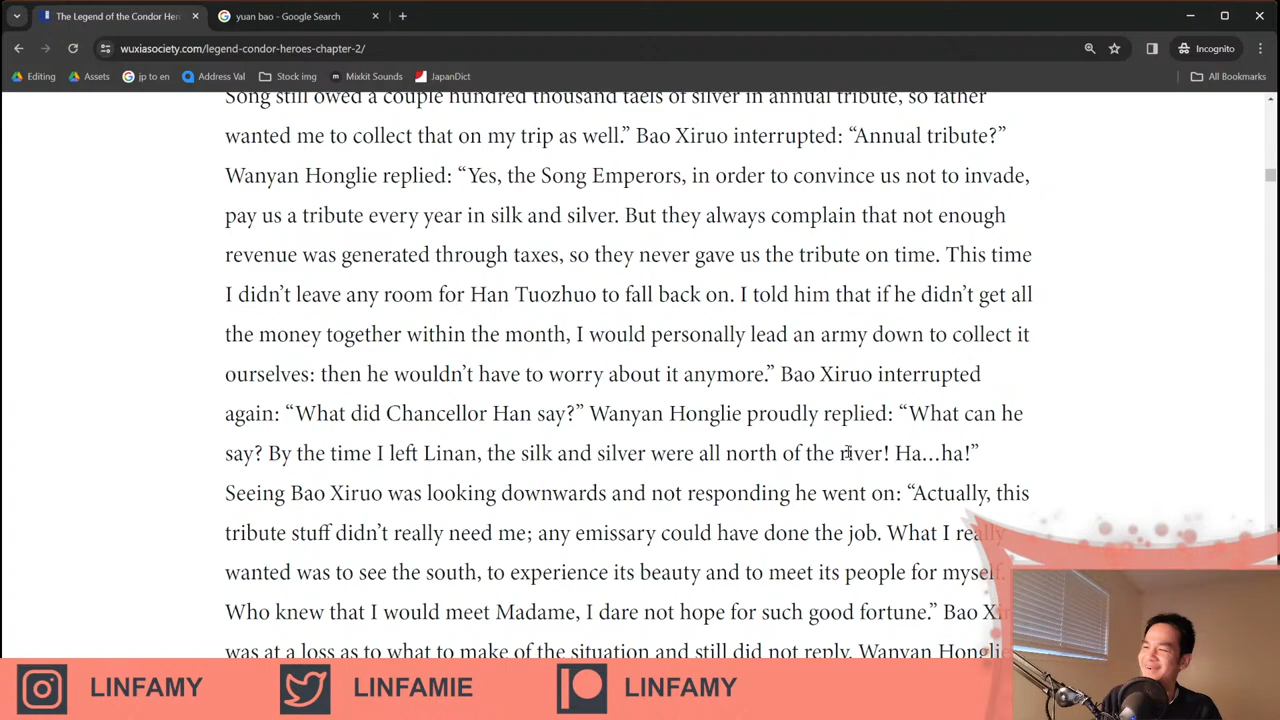 The Legend of the Condor Her
yuan bao - Google Search
wuxiasociety.com/legend-condor-heroes-chapter-2/
Incognito
Editing
Assets
jp to en
Address Val
Stock img
Mixkit Sounds
JapanDict
All Bookmarks
Song still owed a couple hundred thousand taels of silver in annual tribute, so father
wanted me to collect that on my trip as well.” Bao Xiruo interrupted: “Annual tribute?”
Wanyan Honglie replied: “Yes, the Song Emperors, in order to convince us not to invade,
pay us a tribute every year in silk and silver. But they always complain that not enough
revenue was generated through taxes, so they never gave us the tribute on time. This time
I didn’t leave any room for Han Tuozhuo to fall back on. I told him that if he didn’t get all
the money together within the month, I would personally lead an army down to collect it
ourselves: then he wouldn’t have to worry about it anymore.” Bao Xiruo interrupted
again: “What did Chancellor Han say?” Wanyan Honglie proudly replied: “What can he
say? By the time I left Linan, the silk and silver were all north of the river! Ha…ha!”
Seeing Bao Xiruo was looking downwards and not responding he went on: “Actually, this
tribute stuff didn’t really need me; any emissary could have done the job. What I really
wanted was to see the south, to experience its beauty and to meet its people for myself.
Who knew that I would meet Madame, I dare not hope for such good fortune.” Bao Xi
was at a loss as to what to make of the situation and still did not reply. Wanyan Honglie
LINFAMY
LINFAMIE
LINFAMY